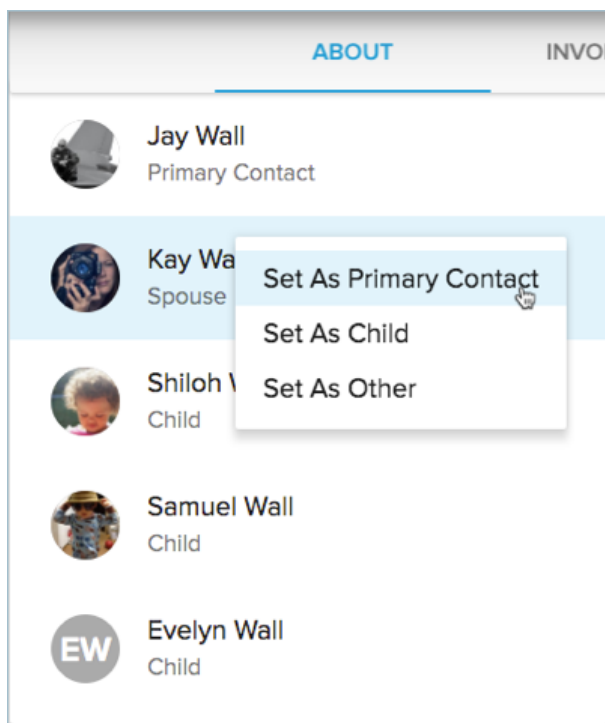 ABOUT INVO
Jay Wall
Primary Contact
Kay Wa
Spouse
Set As Primary Contact
Set As Child
Set As Other
Shiloh
Child
Samuel Wall
Child
EW
Evelyn Wall
Child